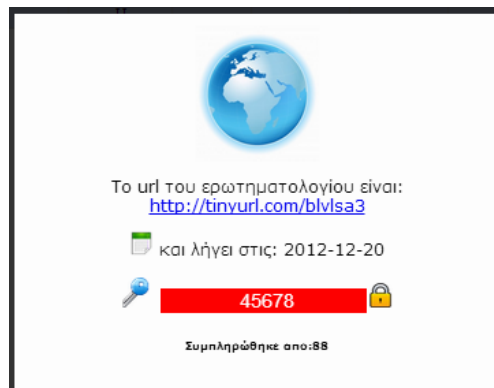 Το url του ερωτηματολογίου είναι:
http://tinyurl.com/blvlsa3
και λήγει στις: 2012-12-20
45678
Συμπληρώθηκε απο:88